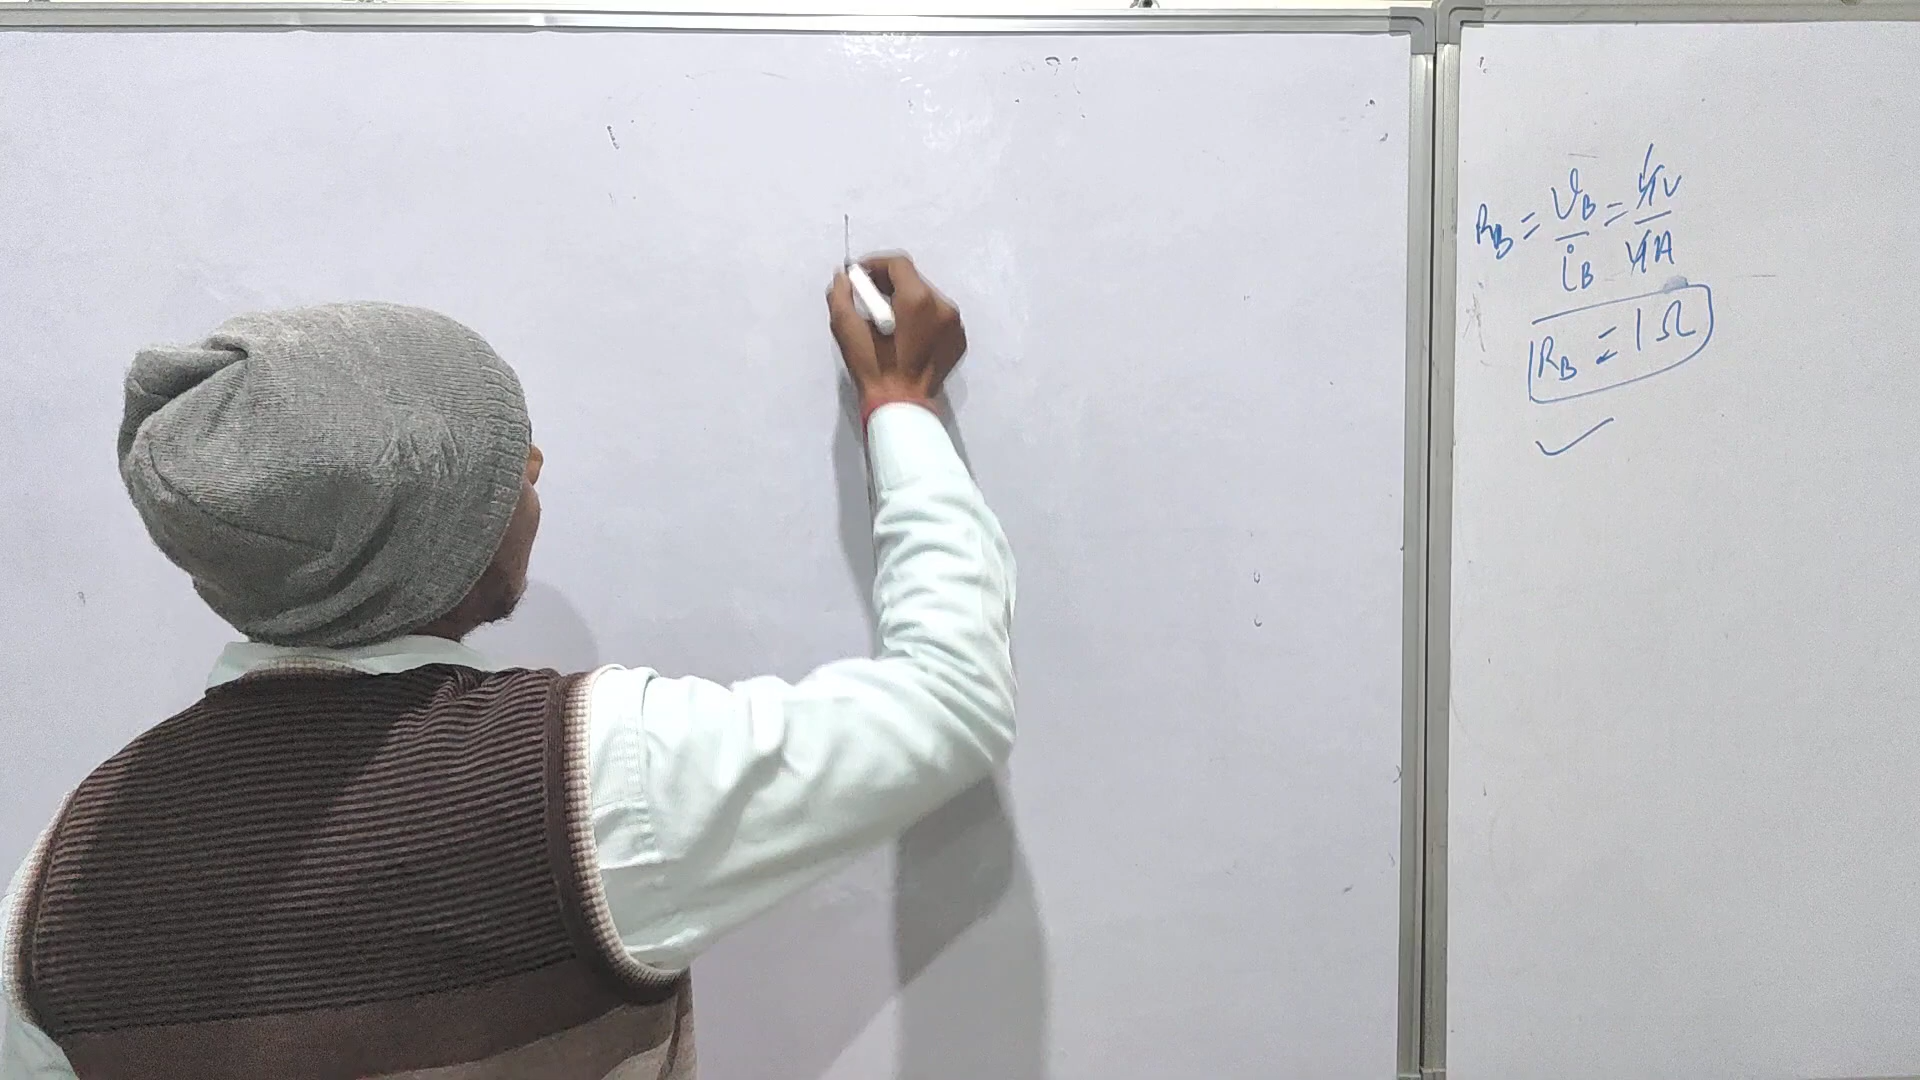 R_B = V_B / i_B = 4V / 4A
R_B = 1Ω